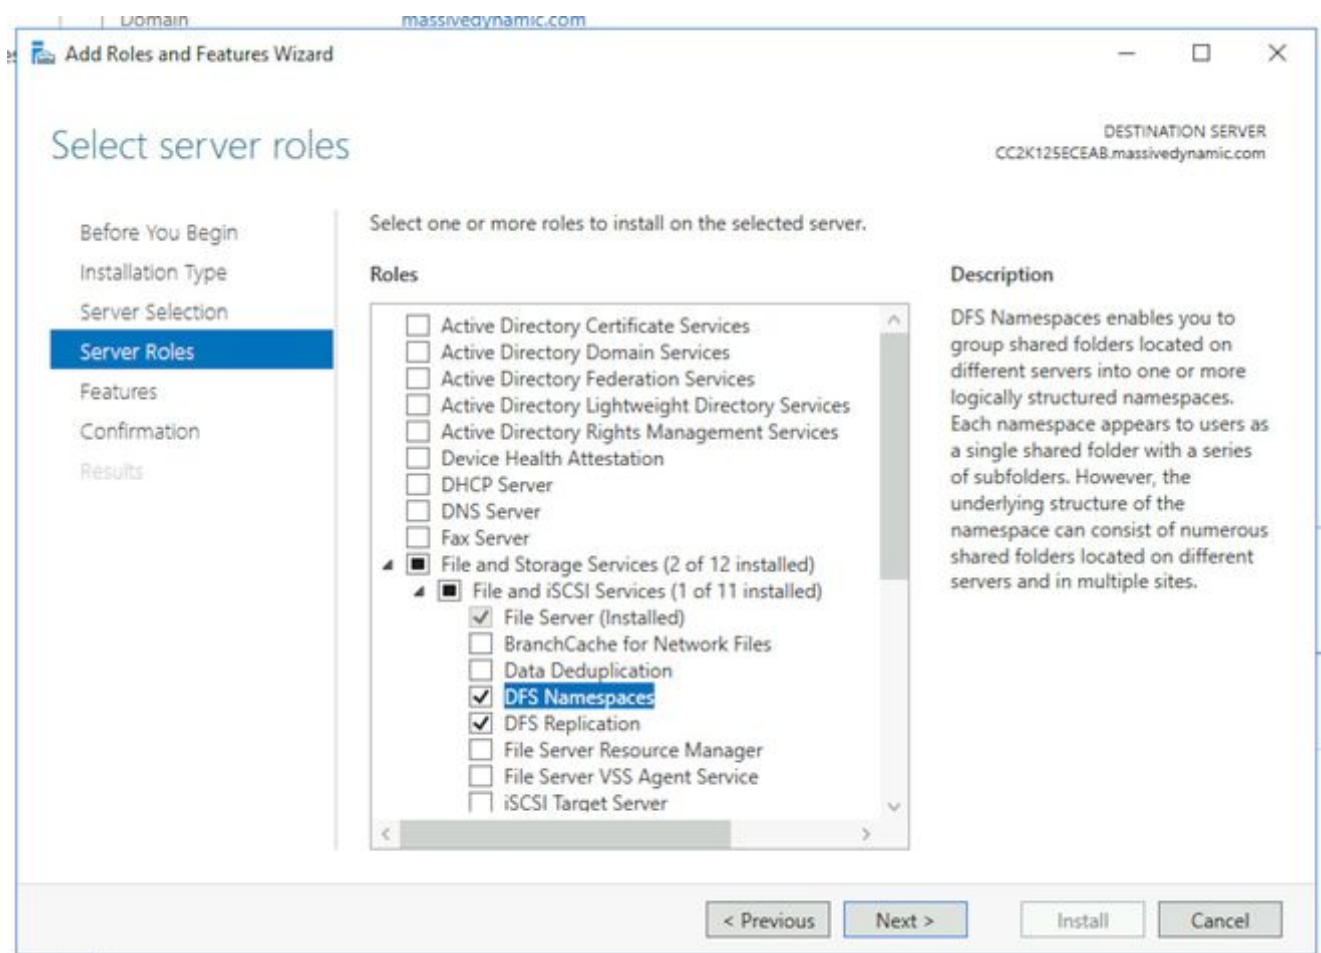 Domain massivedynamic.com
Add Roles and Features Wizard
Select server roles
DESTINATION SERVER
CC2K125ECEAB.massivedynamic.com
Before You Begin
Installation Type
Server Selection
Server Roles
Features
Confirmation
Results
Select one or more roles to install on the selected server.
Roles
Active Directory Certificate Services
Active Directory Domain Services
Active Directory Federation Services
Active Directory Lightweight Directory Services
Active Directory Rights Management Services
Device Health Attestation
DHCP Server
DNS Server
Fax Server
File and Storage Services (2 of 12 installed)
File and iSCSI Services (1 of 11 installed)
File Server (Installed)
BranchCache for Network Files
Data Deduplication
DFS Namespaces
DFS Replication
File Server Resource Manager
File Server VSS Agent Service
iSCSI Target Server
Description
DFS Namespaces enables you to
group shared folders located on
different servers into one or more
logically structured namespaces.
Each namespace appears to users as
a single shared folder with a series
of subfolders. However, the
underlying structure of the
namespace can consist of numerous
shared folders located on different
servers and in multiple sites.
< Previous
Next >
Install
Cancel